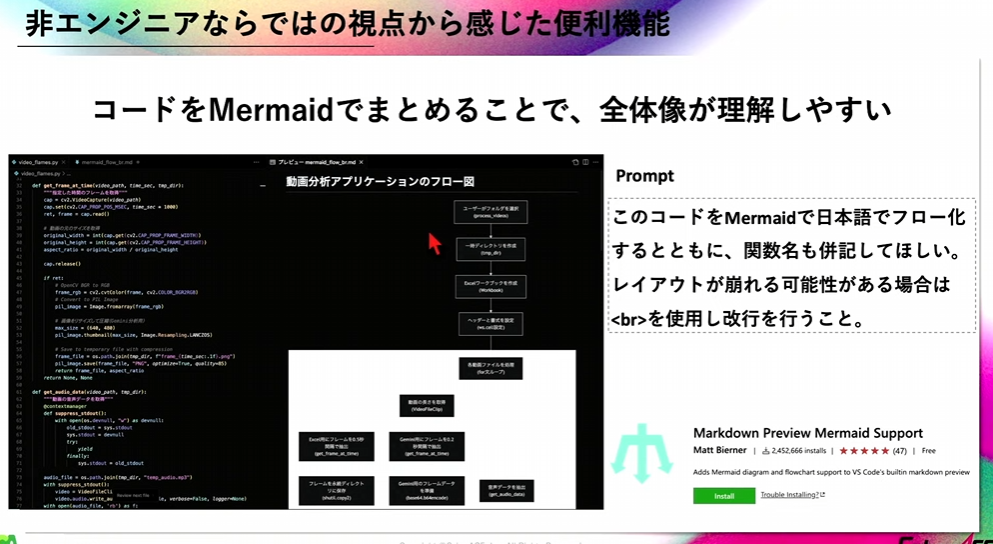 非エンジニアならではの視点から感じた便利機能
コードをMermaidでまとめることで、全体像が理解しやすい
video_flames.py
mermaid_flow_br.md
プレビュー mermaid_flow_br.md
video_flames.py > ...
def get_frame_at_time(video_path, time_sec, tmp_dir):
"""指定した時間のフレームを取得"""
cap = cv2.VideoCapture(video_path)
cap.set(cv2.CAP_PROP_POS_MSEC, time_sec * 1000)
ret, frame = cap.read()
# 動画の元のサイズを取得
original_width = int(cap.get(cv2.CAP_PROP_FRAME_WIDTH))
original_height = int(cap.get(cv2.CAP_PROP_FRAME_HEIGHT))
aspect_ratio = original_width / original_height
cap.release()
if ret:
# OpenCV BGR to RGB
frame_rgb = cv2.cvtColor(frame, cv2.COLOR_BGR2RGB)
# Convert to PIL Image
pil_image = Image.fromarray(frame_rgb)
max_size = (640, 480)
pil_image.thumbnail(max_size, Image.Resampling.LANCZOS)
# Save to temporary file with compression
frame_file = os.path.join(tmp_dir, f"frame_{time_sec:.1f}.png")
pil_image.save(frame_file, "PNG", optimize=True, quality=85)
return frame_file, aspect_ratio
return None, None
def get_audio_data(video_path, tmp_dir):
"""動画の音声データを取得"""
@contextmanager
def suppress_stdout():
with open(os.devnull, "w") as devnull:
old_stdout = sys.stdout
sys.stdout = devnull
try:
yield
finally:
sys.stdout = old_stdout
audio_file = os.path.join(tmp_dir, "temp_audio.mp3")
with suppress_stdout():
video = VideoFileCli
video.audio.write_au
Review next file
le, verbose=False, logger=None)
with open(audio_file, 'rb') as f:
動画分析アプリケーションのフロー図
ユーザーがフォルダを選択
(process_videos)
一時ディレクトリを作成
(tmp_dir)
Excelワークブックを作成
(Workbook)
ヘッダーと書式を設定
(ws.cell設定)
各動画ファイルを処理
(forループ)
動画の長さを取得
(VideoFileClip)
Excel用にフレームを0.5秒
間隔で抽出
(get_frame_at_time)
Gemini用にフレームを0.2
秒間隔で抽出
(get_frame_at_time)
フレームを永続ディレクト
リに保存
(shutil.copy2)
Gemini用のフレームデータ
を準備
(base64.b64encode)
音声データを抽出
(get_audio_data)
Prompt
このコードをMermaidで日本語でフロー化
するとともに、関数名も併記してほしい。
レイアウトが崩れる可能性がある場合は
<br>を使用し改行を行うこと。
Markdown Preview Mermaid Support
Matt Bierner | 2,452,666 installs | ★★★★★ (47) | Free
Adds Mermaid diagram and flowchart support to VS Code's builtin markdown preview
Install
Trouble Installing?